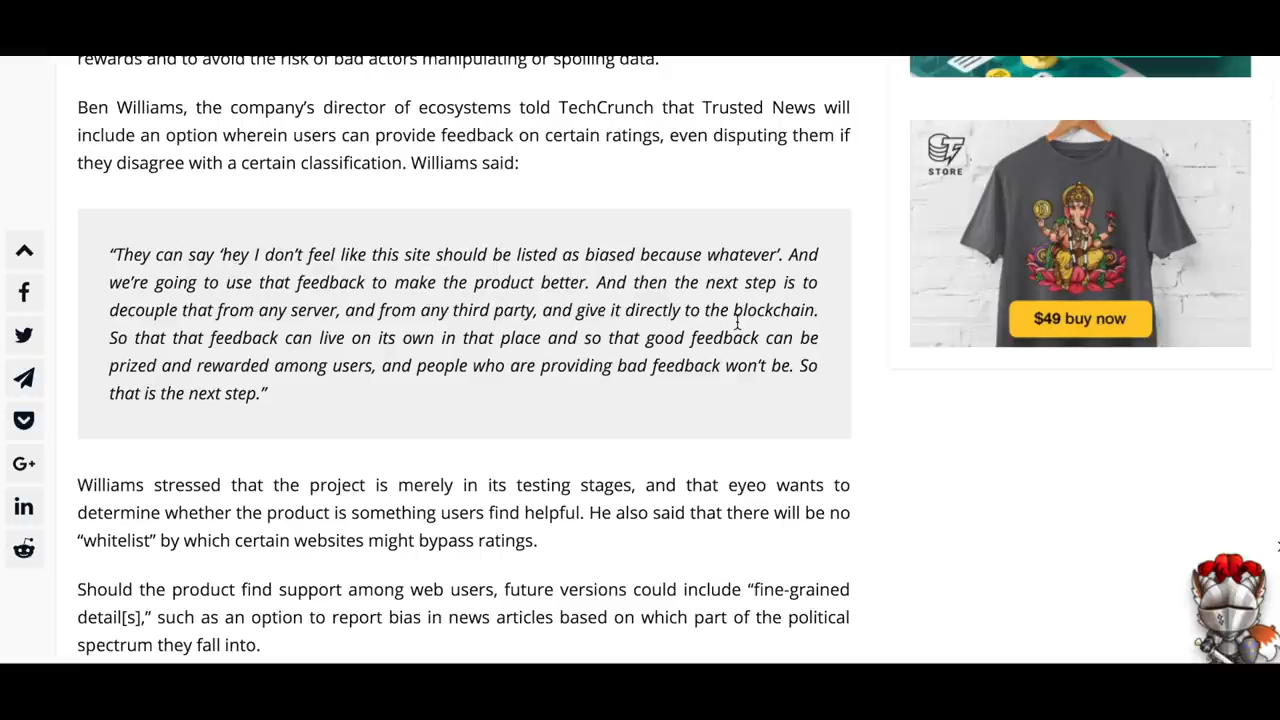 rewards and to avoid the risk of bad actors manipulating or spoiling data.
Ben Williams, the company’s director of ecosystems told TechCrunch that Trusted News will
include an option wherein users can provide feedback on certain ratings, even disputing them if
they disagree with a certain classification. Williams said:
“They can say ‘hey I don’t feel like this site should be listed as biased because whatever’. And
we’re going to use that feedback to make the product better. And then the next step is to
decouple that from any server, and from any third party, and give it directly to the blockchain.
So that that feedback can live on its own in that place and so that good feedback can be
prized and rewarded among users, and people who are providing bad feedback won’t be. So
that is the next step.”
Williams stressed that the project is merely in its testing stages, and that eyeo wants to
determine whether the product is something users find helpful. He also said that there will be no
“whitelist” by which certain websites might bypass ratings.
Should the product find support among web users, future versions could include “fine-grained
detail[s],” such as an option to report bias in news articles based on which part of the political
spectrum they fall into.
STORE
$49 buy now
G+
in